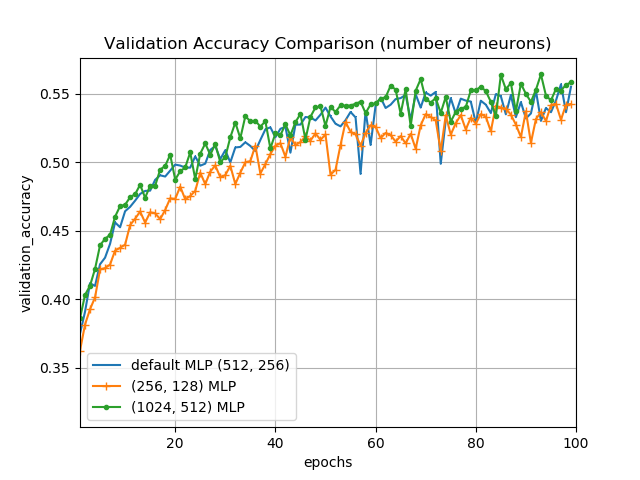 Validation Accuracy Comparison (number of neurons)
validation_accuracy
0.55
0.50
0.45
0.40
0.35
default MLP (512, 256)
(256, 128) MLP
(1024, 512) MLP
20
40
60
80
100
epochs